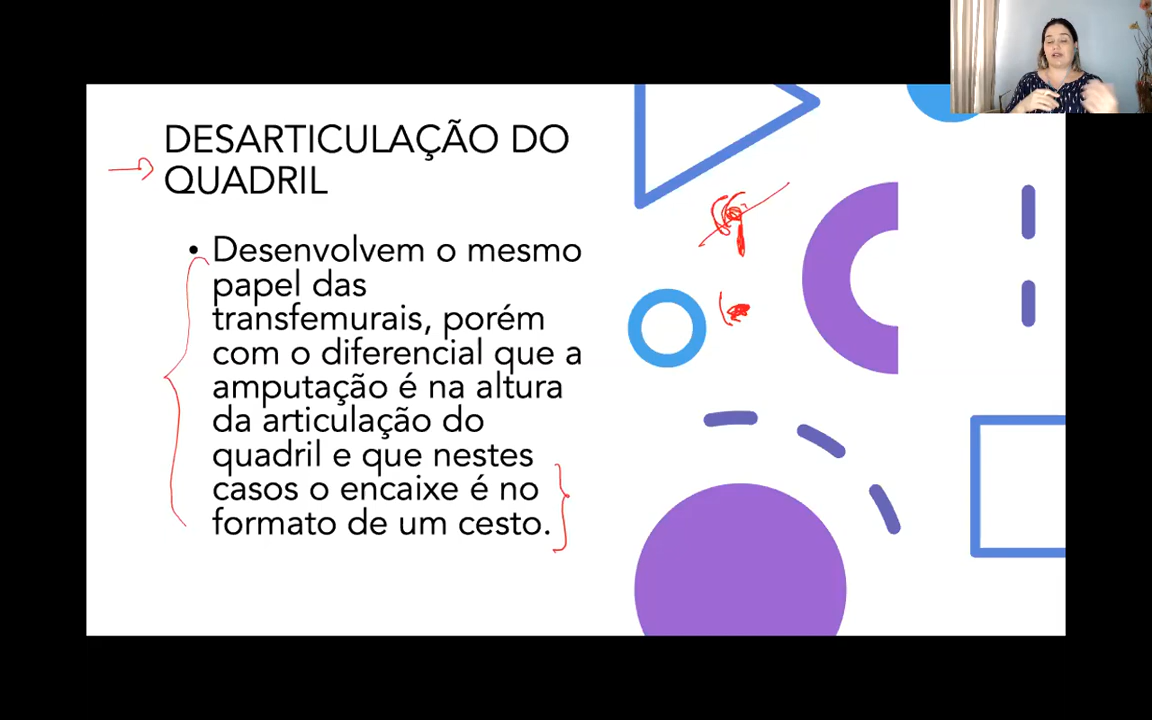 DESARTICULAÇÃO DO
QUADRIL
• Desenvolvem o mesmo
papel das
transfemurais, porém
com o diferencial que a
amputação é na altura
da articulação do
quadril e que nestes
casos o encaixe é no
formato de um cesto.